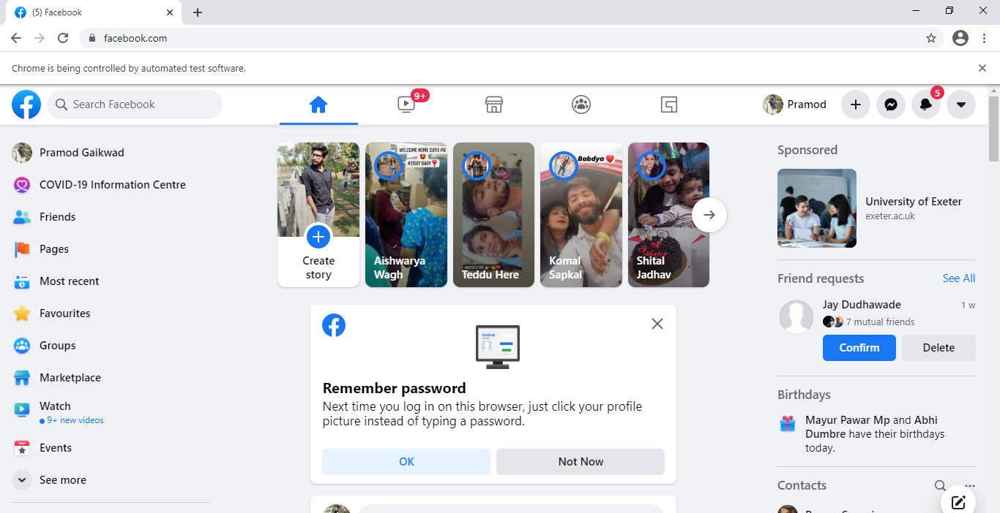 (5) Facebook
facebook.com
Chrome is being controlled by automated test software.
Search Facebook
9+
Pramod
5
Pramod Gaikwad
COVID-19 Information Centre
Friends
Pages
Most recent
Favourites
Groups
Marketplace
Watch
9+ new videos
Events
See more
Create
story
WELCOME HOME CUTIE PIE
#ZIGGY BABY
Aishwarya
Wagh
Teddu Here
Babdya
Komal
Sapkal
Shital
Jadhav
facebook
Remember password
Next time you log in on this browser, just click your profile
picture instead of typing a password.
OK
Not Now
Sponsored
University of Exeter
exeter.ac.uk
Friend requests
See All
Jay Dudhawade
1 w
7 mutual friends
Confirm
Delete
Birthdays
Mayur Pawar Mp and Abhi
Dumbre have their birthdays
today.
Contacts